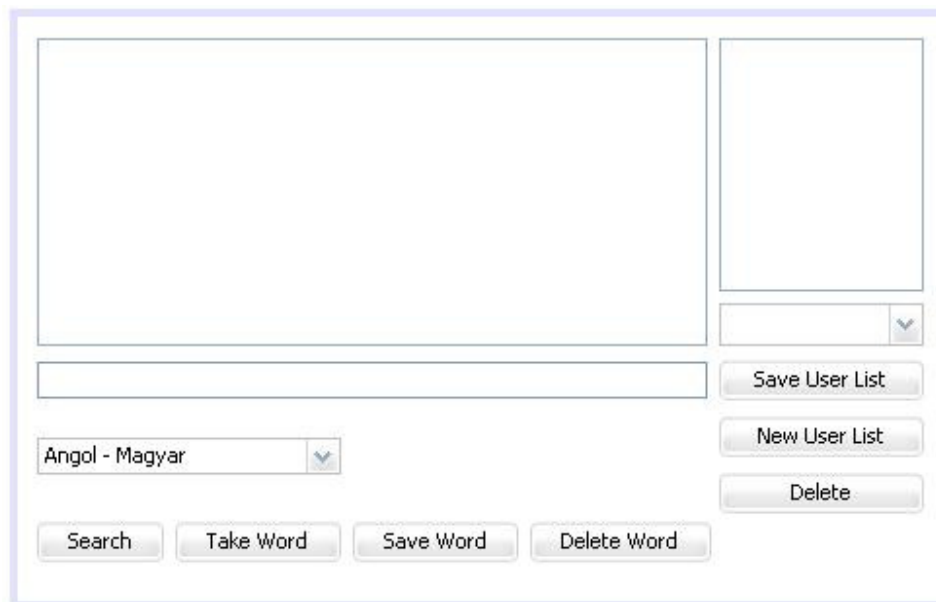 Save User List
New User List
Angol - Magyar
Delete
Search Take Word Save Word Delete Word